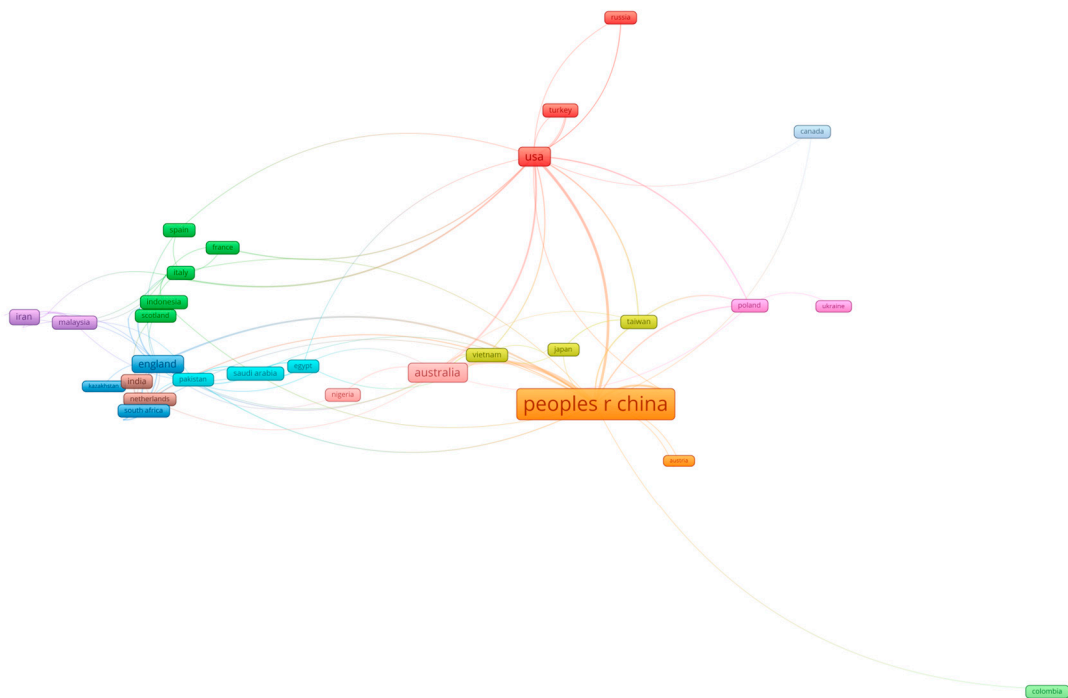 russia
turkey
canada
usa
spain
france
italy
indonesia
scotland
iran
malaysia
poland
ukraine
taiwan
japan
vietnam
england
egypt
australia
saudi arabia
pakistan
india
kazakhstan
nigeria
netherlands
peoples r china
south africa
austria
colombia